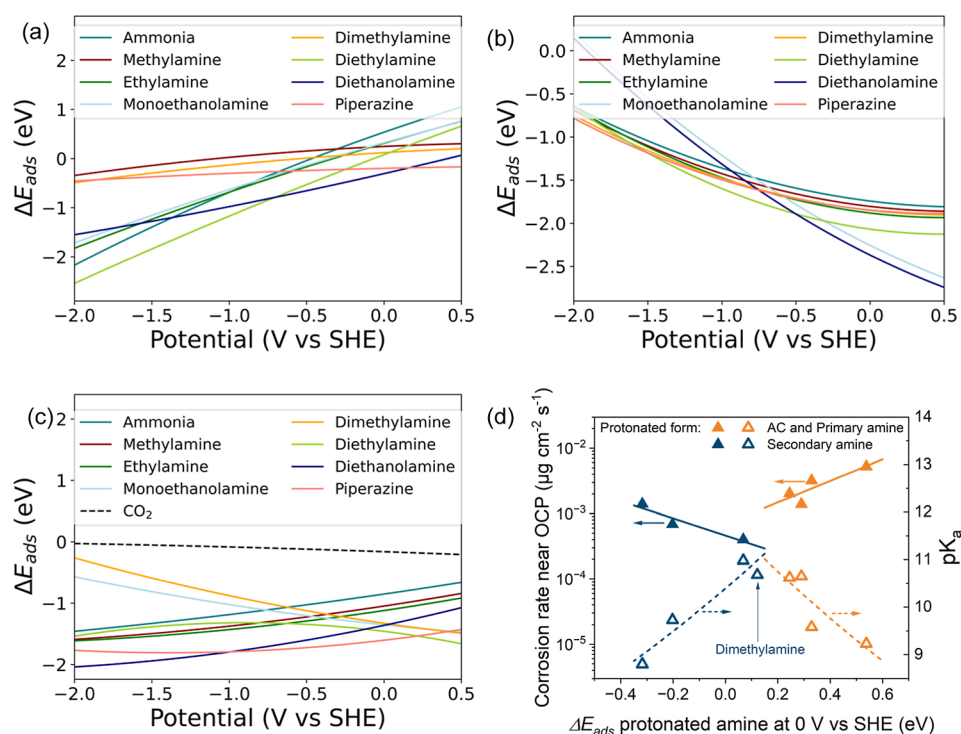 (a)
2
1
0
−1
−2
ΔE_ads (eV)
Ammonia
Methylamine
Ethylamine
Monoethanolamine
Dimethylamine
Diethylamine
Diethanolamine
Piperazine
−2.0 −1.5 −1.0 −0.5 0.0 0.5
Potential (V vs SHE)
(b)
0.0
−0.5
−1.0
−1.5
−2.0
−2.5
ΔE_ads (eV)
Ammonia
Methylamine
Ethylamine
Monoethanolamine
Dimethylamine
Diethylamine
Diethanolamine
Piperazine
−2.0 −1.5 −1.0 −0.5 0.0 0.5
Potential (V vs SHE)
(c)
2
1
0
−1
−2
ΔE_ads (eV)
Ammonia
Methylamine
Ethylamine
Monoethanolamine
CO₂
Dimethylamine
Diethylamine
Diethanolamine
Piperazine
−2.0 −1.5 −1.0 −0.5 0.0 0.5
Potential (V vs SHE)
(d)
Corrosion rate near OCP (μg cm⁻² s⁻¹)
10⁻²
10⁻³
10⁻⁴
10⁻⁵
Protonated form:
AC and Primary amine
Secondary amine
Dimethylamine
14
13
12
11
10
9
pKₐ
−0.4 −0.2 0.0 0.2 0.4 0.6
ΔE_ads protonated amine at 0 V vs SHE (eV)